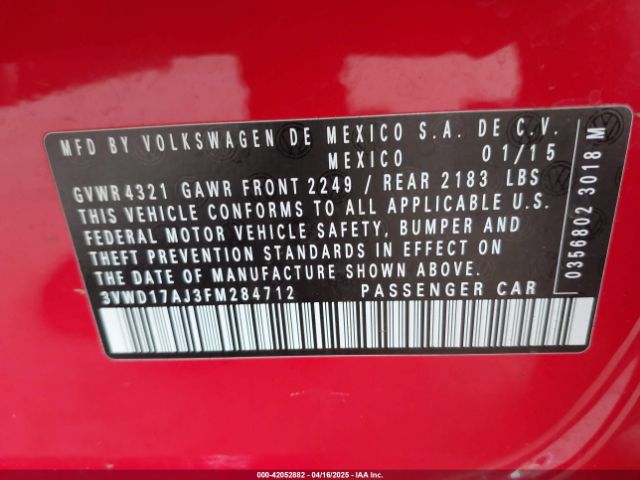 MFD BY VOLKSWAGEN DE MEXICO S.A. DE C.V.
MEXICO 01/15
GVWR 4321 GAWR FRONT 2249 / REAR 2183 LBS
THIS VEHICLE CONFORMS TO ALL APPLICABLE U.S.
FEDERAL MOTOR VEHICLE SAFETY, BUMPER AND
THEFT PREVENTION STANDARDS IN EFFECT ON
THE DATE OF MANUFACTURE SHOWN ABOVE.
3VWD17AJ3FM284712 PASSENGER CAR
0356802 3018 M
000-42052882 - 04/16/2025 - IAA Inc.